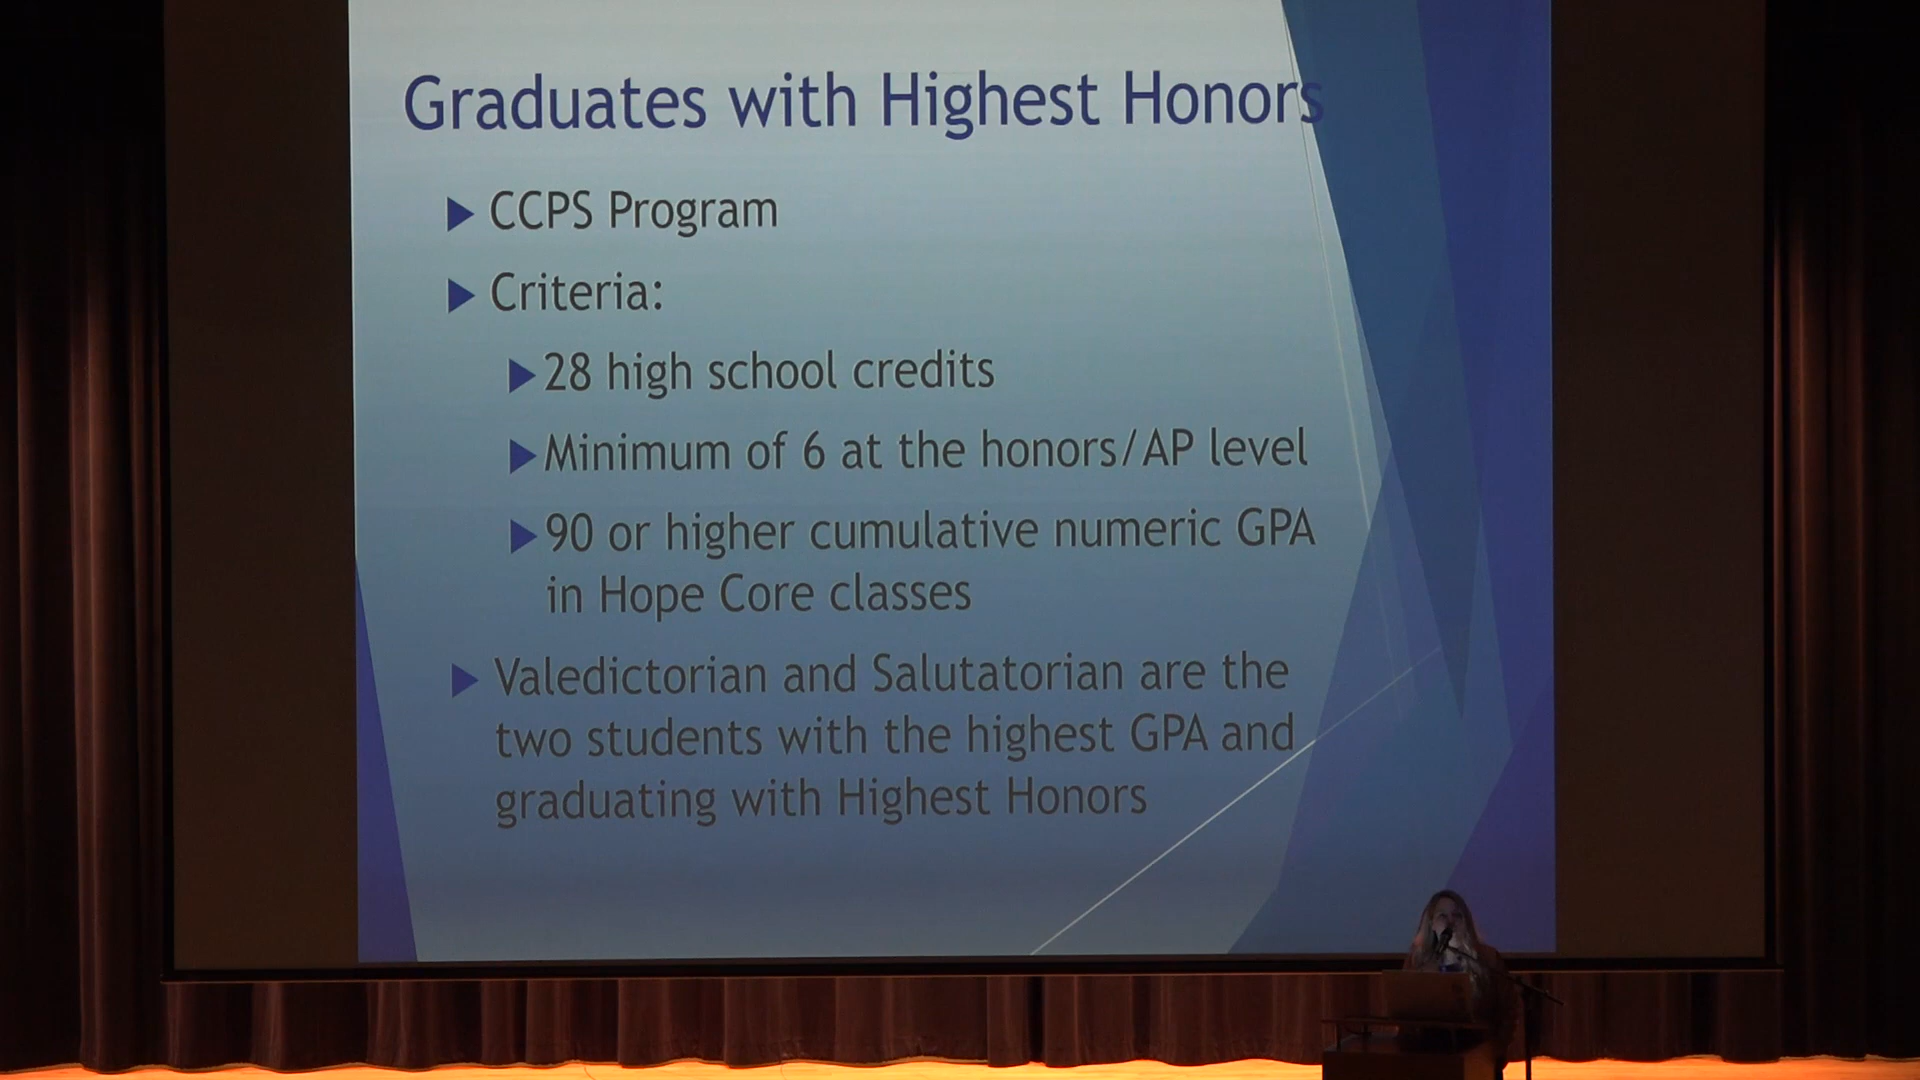 Graduates with Highest Honors
CCPS Program
Criteria:
28 high school credits
Minimum of 6 at the honors/AP level
90 or higher cumulative numeric GPA
in Hope Core classes
Valedictorian and Salutatorian are the
two students with the highest GPA and
graduating with Highest Honors